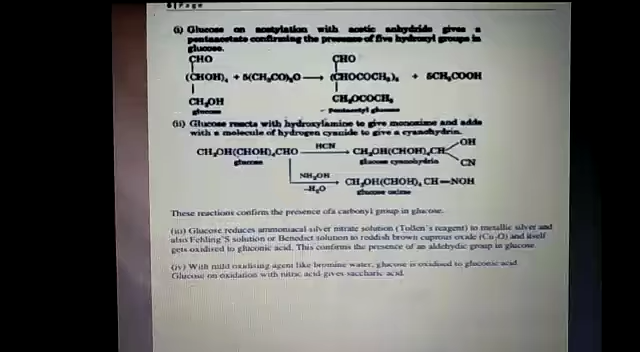 6 | P a g e
(i) Glucose on acetylation with acetic anhydride gives a
pentaacetate confirming the presence of five hydroxyl groups in
glucose.
CHO CHO
(CHOH)₄ + 5(CH₃CO)₂O ⟶ (CHOCOCH₃)₄ + 5CH₃COOH
CH₂OH CH₂OCOCH₃
glucose Pentaacetyl glucose
(ii) Glucose reacts with hydroxylamine to give monoxime and adds
with a molecule of hydrogen cyanide to give a cyanohydrin.
CH₂OH(CHOH)₄CHO HCN ⟶ CH₂OH(CHOH)₄CH OH CN
glucose glucose cyanohydrin
NH₂OH –H₂O ⟶ CH₂OH(CHOH)₄ CH=NOH
glucose oxime
These reactions confirm the presence ofa carbonyl group in glucose.
(iii) Glucose reduces ammoniacal silver nitrate solution (Tollen's reagent) to metallic silver and
also Fehling'S solution or Benedict solution to reddish brown cuprous oxide (Cu₂O) and itself
gets oxidised to gluconic acid. This confirms the presence of an aldehydic group in glucose.
(iv) With mild oxidising agent like bromine water, glucose is oxidised to gluconic acid
Glucose on oxidation with nitric acid gives saccharic acid.